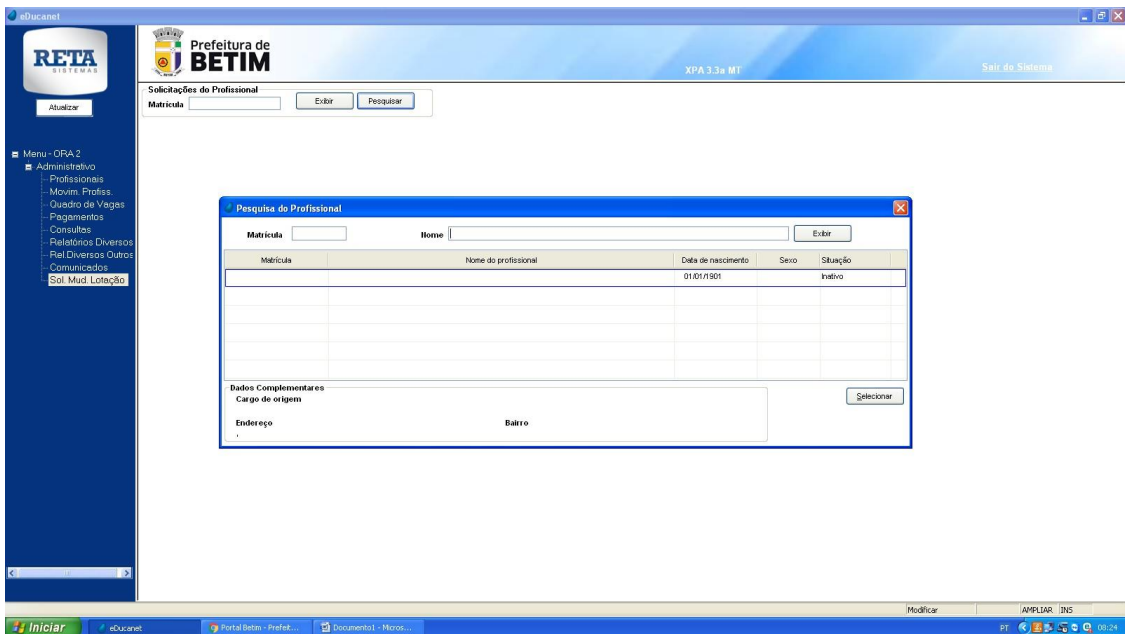 eDucanet
RETA
SISTEMAS
Prefeitura de
BETIM
XPA 3.3a MT
Sair do Sistema
Atualizar
Solicitações do Profissional
Matrícula
Exibir
Pesquisar
Menu - ORA 2
Administrativo
Profissionais
Movim. Profiss.
Quadro de Vagas
Pagamentos
Consultas
Relatórios Diversos
Rel.Diversos Outros
Comunicados
Sol. Mud. Lotação
Pesquisa do Profissional
Matrícula
Nome
Exibir
Matrícula Nome do profissional Data de nascimento Sexo Situação
01/01/1901 Inativo
Dados Complementares
Cargo de origem
Selecionar
Endereço Bairro
,
Modificar AMPLIAR INS
Iniciar eDucanet Portal Betim - Prefeit... Documento1 - Micros... PT 08:24